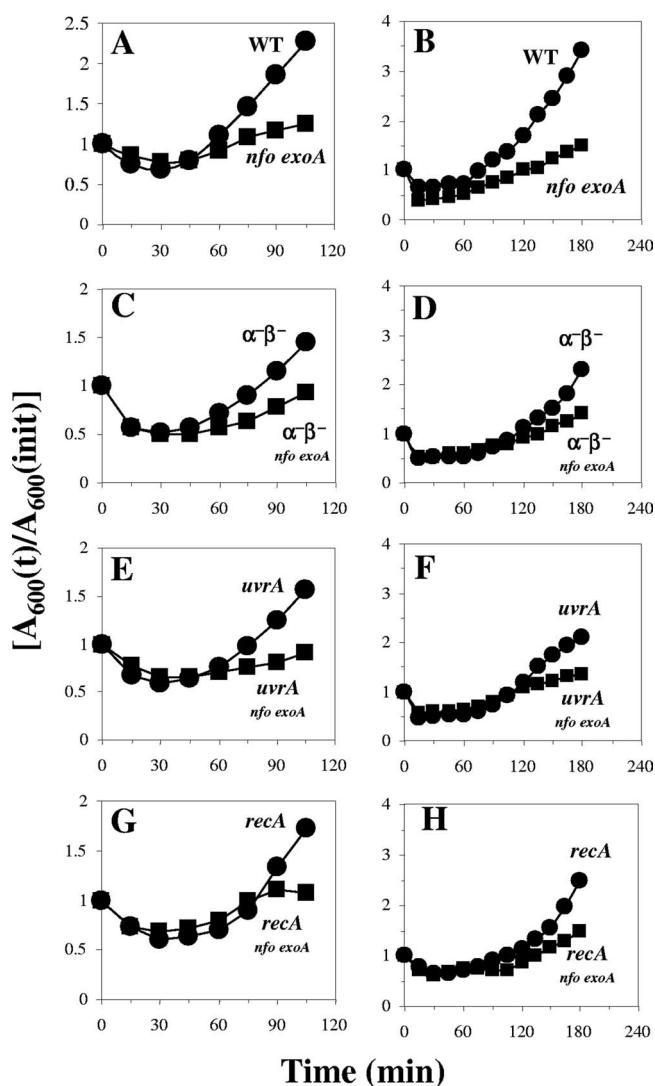 [A600(t)/A600(init)]
A
WT
nfo exoA
2.5
2
1.5
1
0.5
0
0 30 60 90 120
B
WT
nfo exoA
4
3
2
1
0
0 60 120 180 240
C
α⁻β⁻
α⁻β⁻
nfo exoA
2
1.5
1
0.5
0
0 30 60 90 120
D
α⁻β⁻
α⁻β⁻
nfo exoA
4
3
2
1
0
0 60 120 180 240
E
uvrA
uvrA
nfo exoA
2
1.5
1
0.5
0
0 30 60 90 120
F
uvrA
uvrA
nfo exoA
4
3
2
1
0
0 60 120 180 240
G
recA
recA
nfo exoA
2
1.5
1
0.5
0
0 30 60 90 120
H
recA
recA
nfo exoA
4
3
2
1
0
0 60 120 180 240
Time (min)